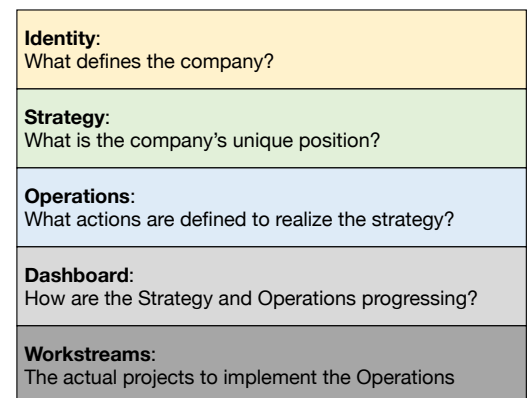 Identity:
What defines the company?
Strategy:
What is the company's unique position?
Operations:
What actions are defined to realize the strategy?
Dashboard:
How are the Strategy and Operations progressing?
Workstreams:
The actual projects to implement the Operations